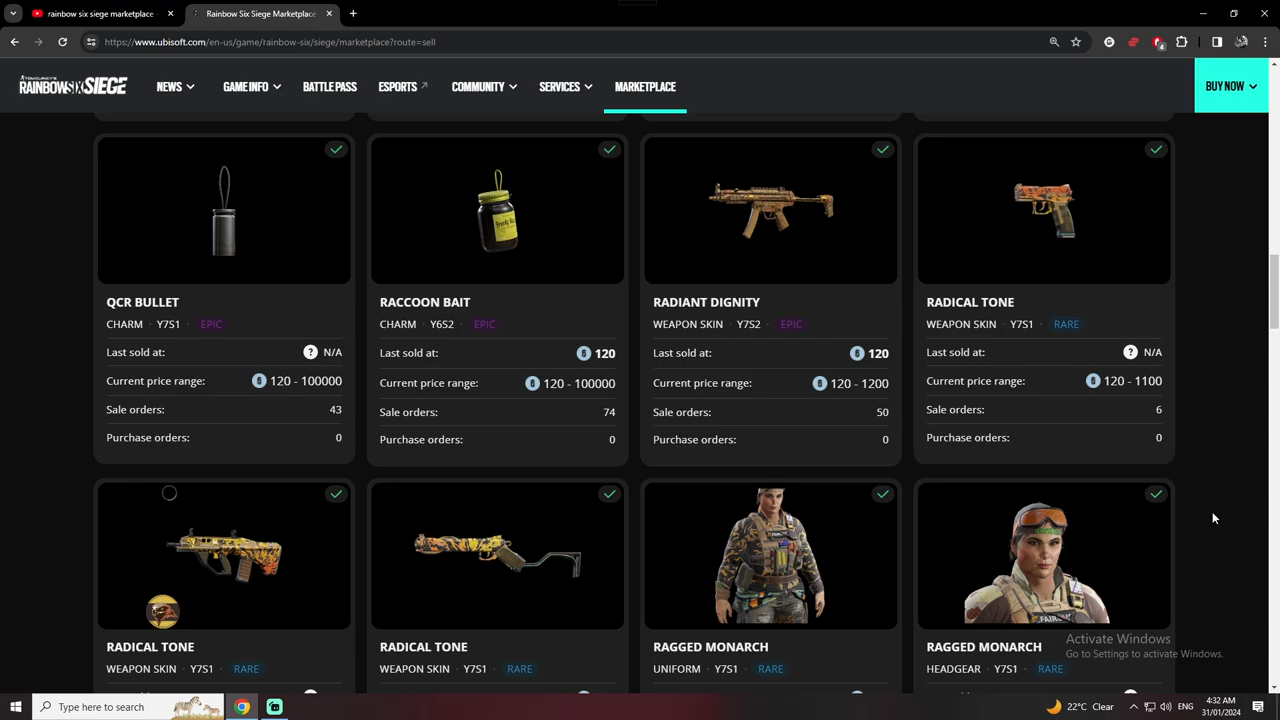 rainbow six siege marketplace -
Rainbow Six Siege Marketplace
https://www.ubisoft.com/en-us/game/rainbow-six/siege/marketplace?route=sell
4
TOM CLANCY'S
RAINBOWSIXSIEGE
NEWS
GAME INFO
BATTLE PASS
ESPORTS
COMMUNITY
SERVICES
MARKETPLACE
BUY NOW
QCR BULLET
CHARM · Y7S1 EPIC
Last sold at: ? N/A
Current price range: 120 - 100000
Sale orders: 43
Purchase orders: 0
RACCOON BAIT
CHARM · Y6S2 EPIC
Last sold at: 120
Current price range: 120 - 100000
Sale orders: 74
Purchase orders: 0
RADIANT DIGNITY
WEAPON SKIN · Y7S2 EPIC
Last sold at: 120
Current price range: 120 - 1200
Sale orders: 50
Purchase orders: 0
RADICAL TONE
WEAPON SKIN · Y7S1 RARE
Last sold at: ? N/A
Current price range: 120 - 1100
Sale orders: 6
Purchase orders: 0
RADICAL TONE
WEAPON SKIN · Y7S1 RARE
RADICAL TONE
WEAPON SKIN · Y7S1 RARE
RAGGED MONARCH
UNIFORM · Y7S1 RARE
RAGGED MONARCH
HEADGEAR · Y7S1 RARE
Activate Windows
Go to Settings to activate Windows.
Type here to search
22°C Clear
ENG
4:32 AM
31/01/2024